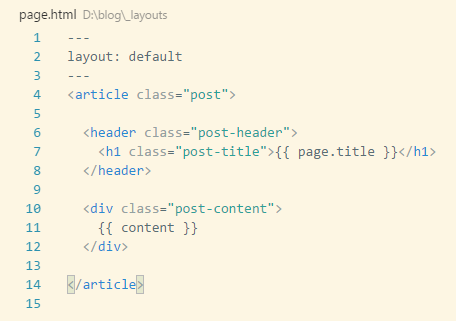 page.html D:\blog\_layouts
1 ---
2 layout: default
3 ---
4 <article class="post">
5
6   <header class="post-header">
7     <h1 class="post-title">{{ page.title }}</h1>
8   </header>
9
10   <div class="post-content">
11     {{ content }}
12   </div>
13
14 </article>
15